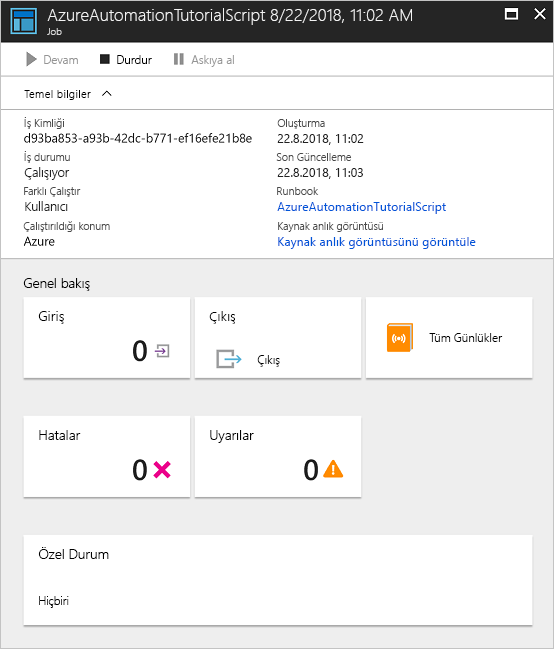 AzureAutomationTutorialScript 8/22/2018, 11:02 AM
Job
Devam Durdur Askıya al
Temel bilgiler
İş Kimliği
d93ba853-a93b-42dc-b771-ef16efe21b8e
İş durumu
Çalışıyor
Farklı Çalıştır
Kullanıcı
Çalıştırıldığı konum
Azure
Oluşturma
22.8.2018, 11:02
Son Güncelleme
22.8.2018, 11:03
Runbook
AzureAutomationTutorialScript
Kaynak anlık görüntüsü
Kaynak anlık görüntüsünü görüntüle
Genel bakış
Giriş
0
Çıkış
Çıkış
Tüm Günlükler
Hatalar
0
Uyarılar
0
Özel Durum
Hiçbiri